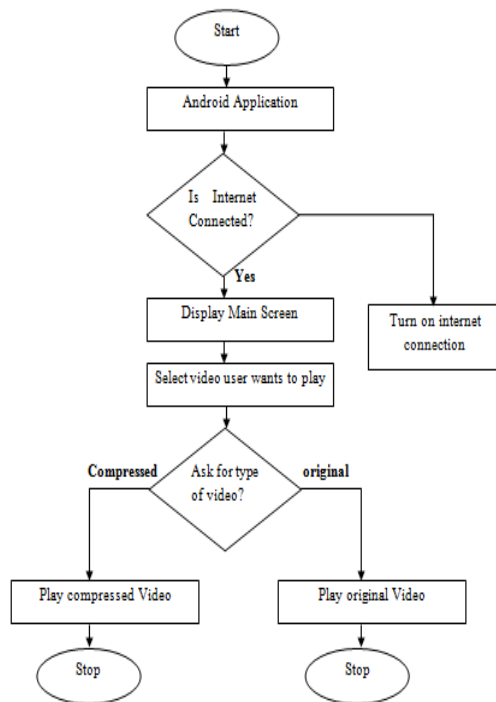 Start
Android Application
Is Internet
Connected?
Yes
Display Main Screen
Turn on internet
connection
Select video user wants to play
Compressed
Ask for type
of video?
original
Play compressed Video
Play original Video
Stop
Stop